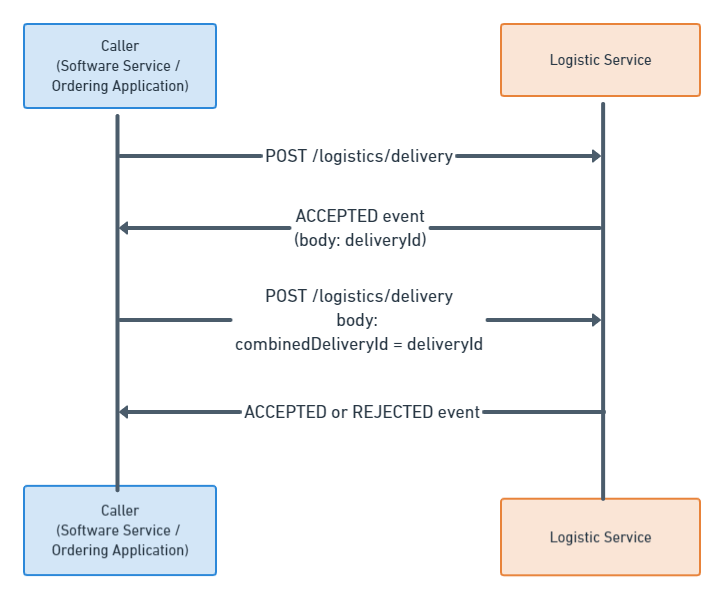 Caller
(Software Service /
Ordering Application)
Logistic Service
POST /logistics/delivery
ACCEPTED event
(body: deliveryId)
POST /logistics/delivery
body:
combinedDeliveryId = deliveryId
ACCEPTED or REJECTED event
Caller
(Software Service /
Ordering Application)
Logistic Service